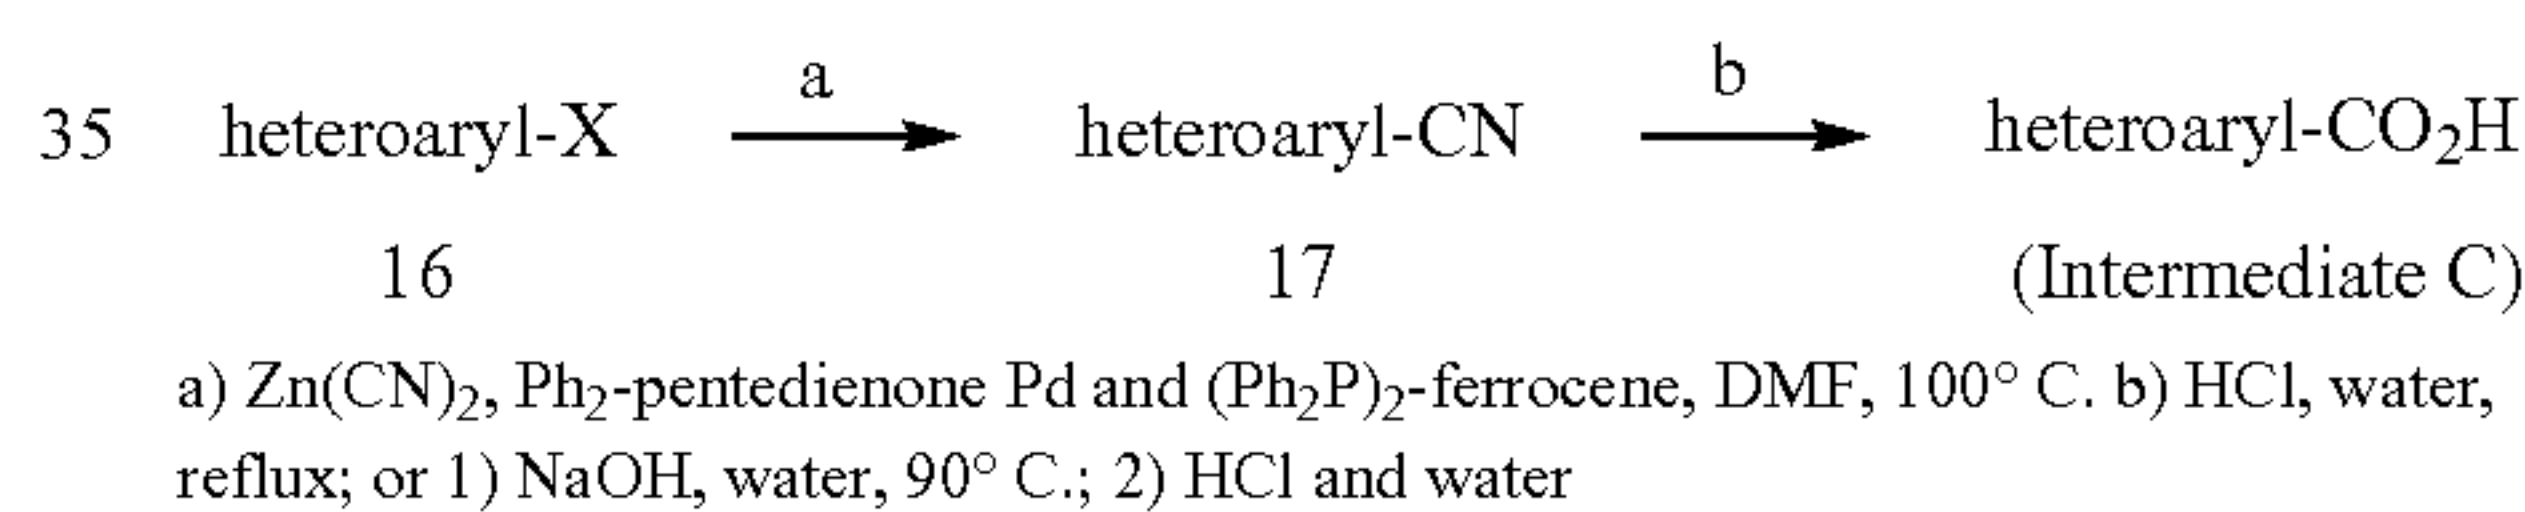 a b
35 heteroaryl-X heteroaryl-CN heteroaryl-CO2H
16 17 (Intermediate C)
a) Zn(CN)2, Ph2-pentedienone Pd and (Ph2P)2-ferrocene, DMF, 100° C. b) HCl, water,
reflux; or 1) NaOH, water, 90° C.; 2) HCl and water